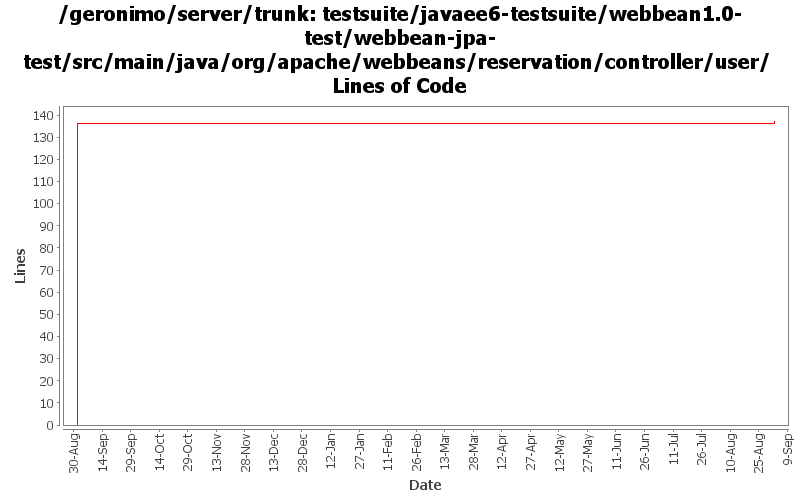 /geronimo/server/trunk: testsuite/javaee6-testsuite/webbean1.0-
test/webbean-jpa-
test/src/main/java/org/apache/webbeans/reservation/controller/user/
Lines of Code
Lines
140
130
120
110
100
90
80
70
60
50
40
30
20
10
0
30-Aug
14-Sep
29-Sep
14-Oct
29-Oct
13-Nov
28-Nov
13-Dec
28-Dec
12-Jan
27-Jan
11-Feb
26-Feb
13-Mar
28-Mar
12-Apr
27-Apr
12-May
27-May
11-Jun
26-Jun
11-Jul
26-Jul
10-Aug
25-Aug
9-Sep
Date